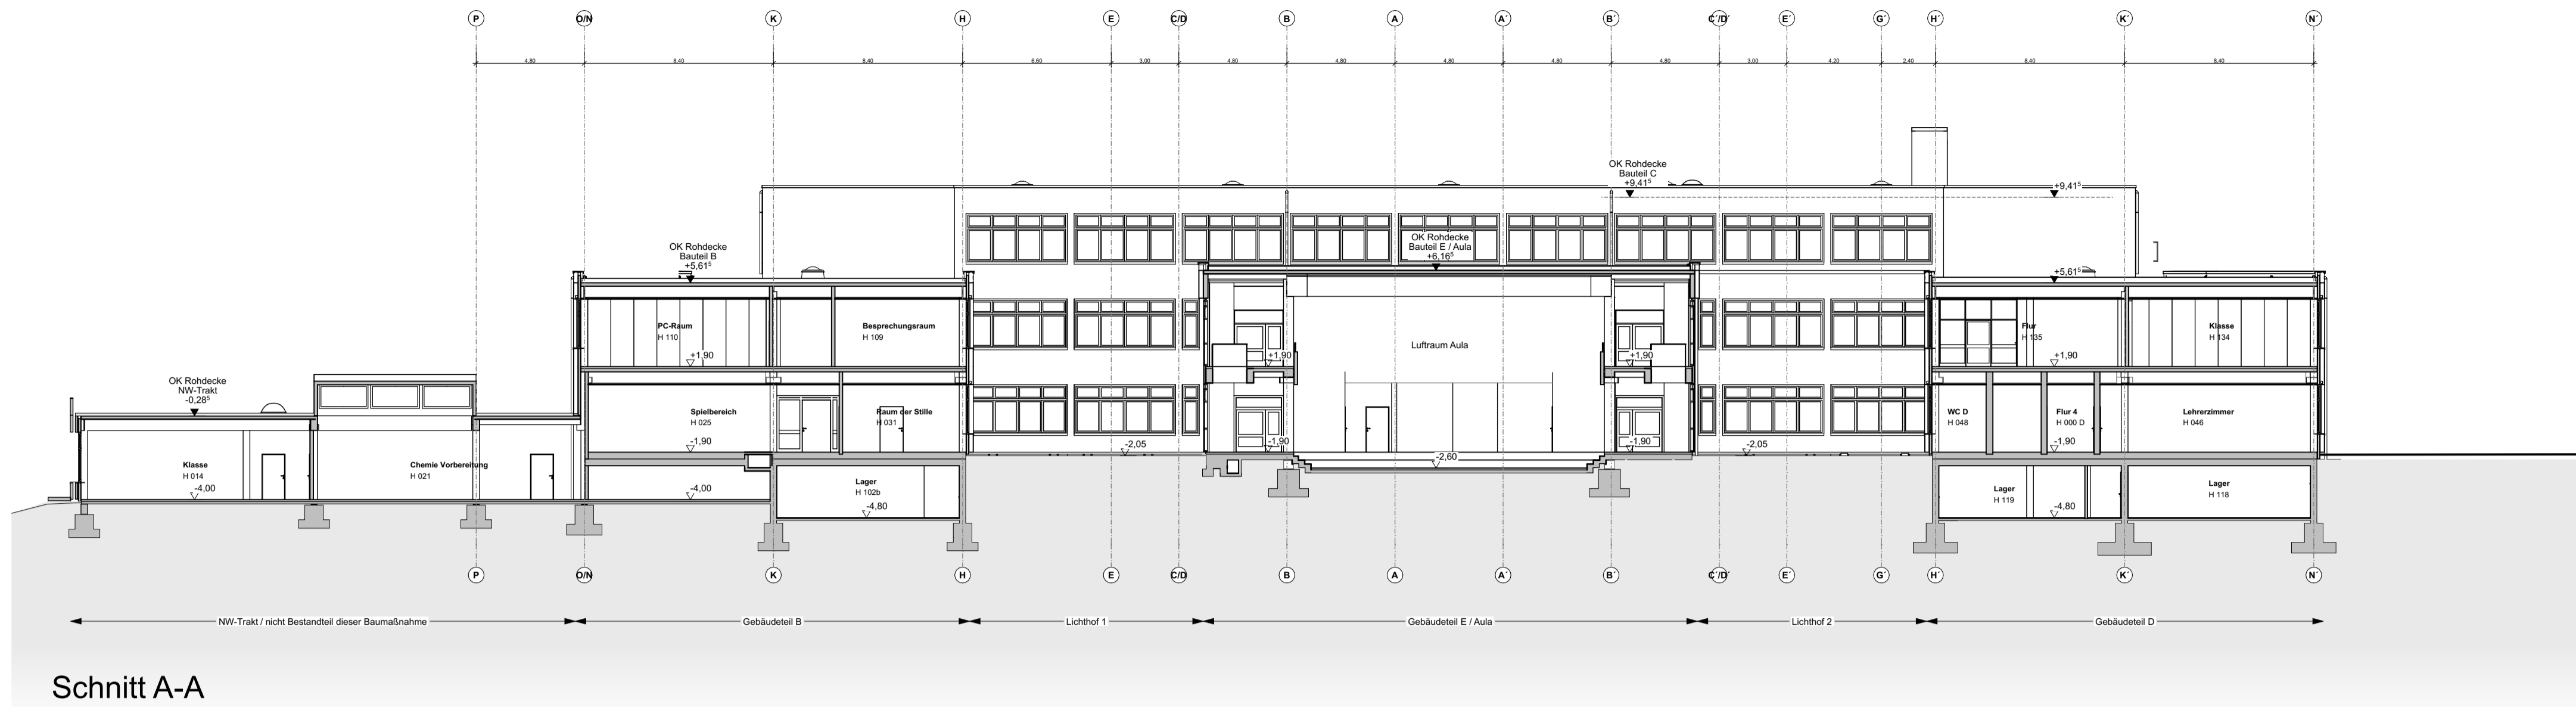 P O/N K H E C/D B A A´ B´ C´/D´ E´ G´ H´ K´ N´
4,80 8,40 8,40 6,60 3,00 4,80 4,80 4,80 4,80 4,80 3,00 4,20 2,40 8,40 8,40
OK Rohdecke
Bauteil C
+9,41⁵
+9,41⁵
OK Rohdecke
Bauteil B
+5,61⁵
OK Rohdecke
Bauteil E / Aula
+6,16⁵
+5,61⁵
PC-Raum
H 110
+1,90
Besprechungsraum
H 109
+1,90
Luftraum Aula
+1,90
Flur
H 135
+1,90
Klasse
H 134
OK Rohdecke
NW-Trakt
-0,28⁵
Spielbereich
H 025
-1,90
Raum der Stille
H 031
-2,05
-1,90
-2,60
-1,90
-2,05
WC D
H 048
Flur 4
H 000 D
-1,90
Lehrerzimmer
H 046
Klasse
H 014
-4,00
Chemie Vorbereitung
H 021
-4,00
Lager
H 102b
-4,80
Lager
H 119
-4,80
Lager
H 118
P O/N K H E C/D B A A´ B´ C´/D´ E´ G´ H´ K´ N´
NW-Trakt / nicht Bestandteil dieser Baumaßnahme
Gebäudeteil B
Lichthof 1
Gebäudeteil E / Aula
Lichthof 2
Gebäudeteil D
Schnitt A-A